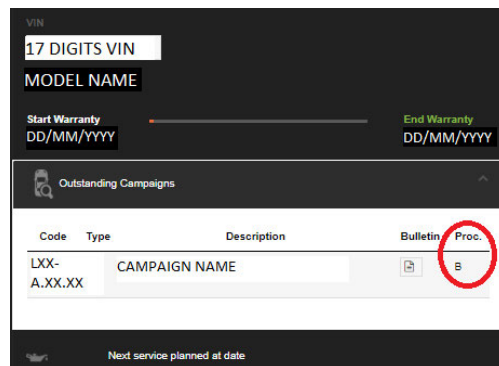 VIN
17 DIGITS VIN
MODEL NAME
Start Warranty End Warranty
DD/MM/YYYY DD/MM/YYYY
Outstanding Campaigns
Code Type Description Bulletin Proc.
LXX- CAMPAIGN NAME B
A.XX.XX
Next service planned at date